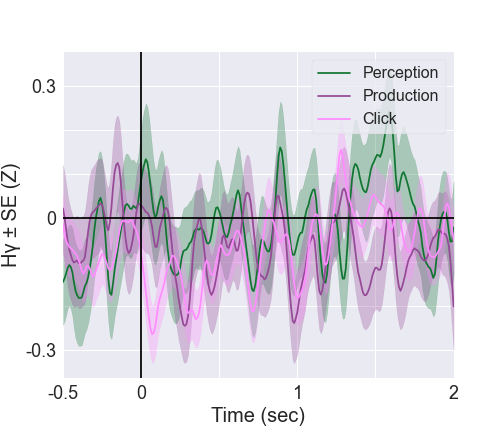 Perception
Production
Click
Hγ ± SE (Z)
0.3
0
-0.3
-0.5 0 1 2
Time (sec)